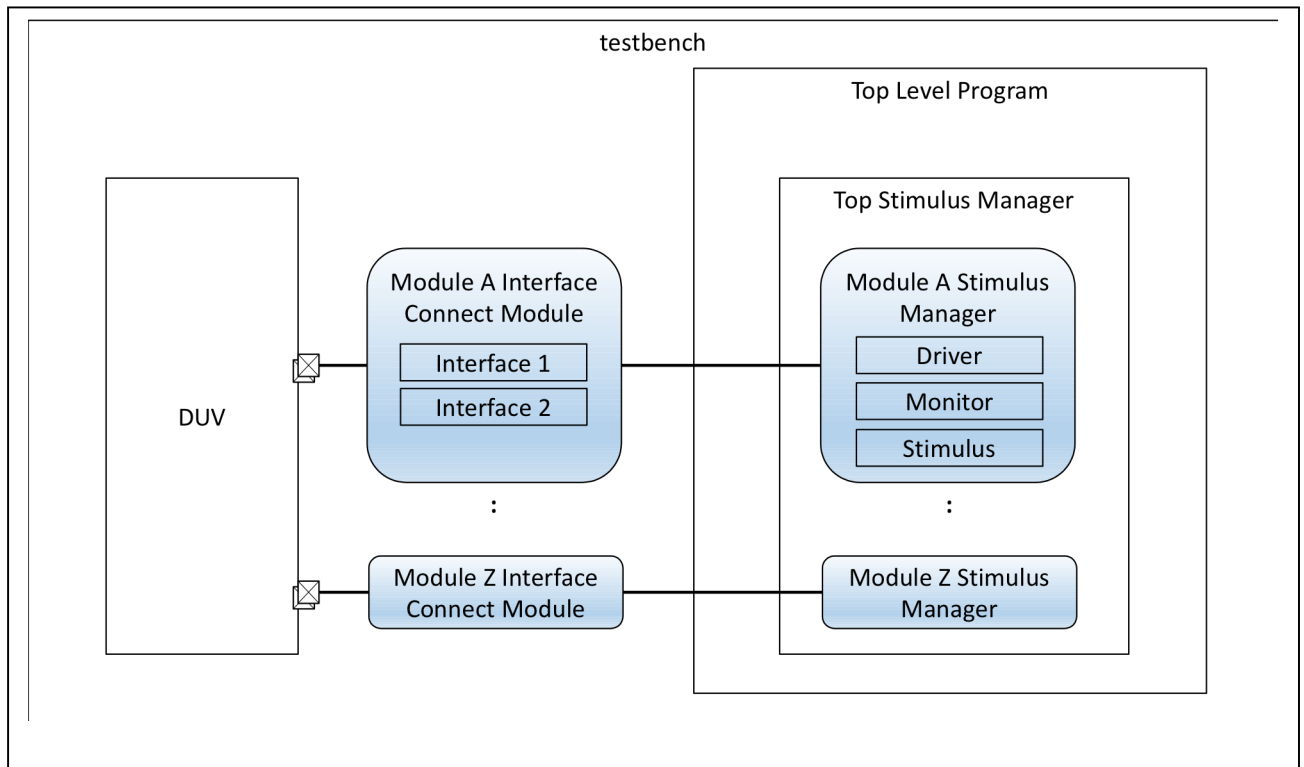 testbench
Top Level Program
Top Stimulus Manager
DUV
Module A Interface
Connect Module
Interface 1
Interface 2
:
Module A Stimulus
Manager
Driver
Monitor
Stimulus
:
Module Z Interface
Connect Module
Module Z Stimulus
Manager